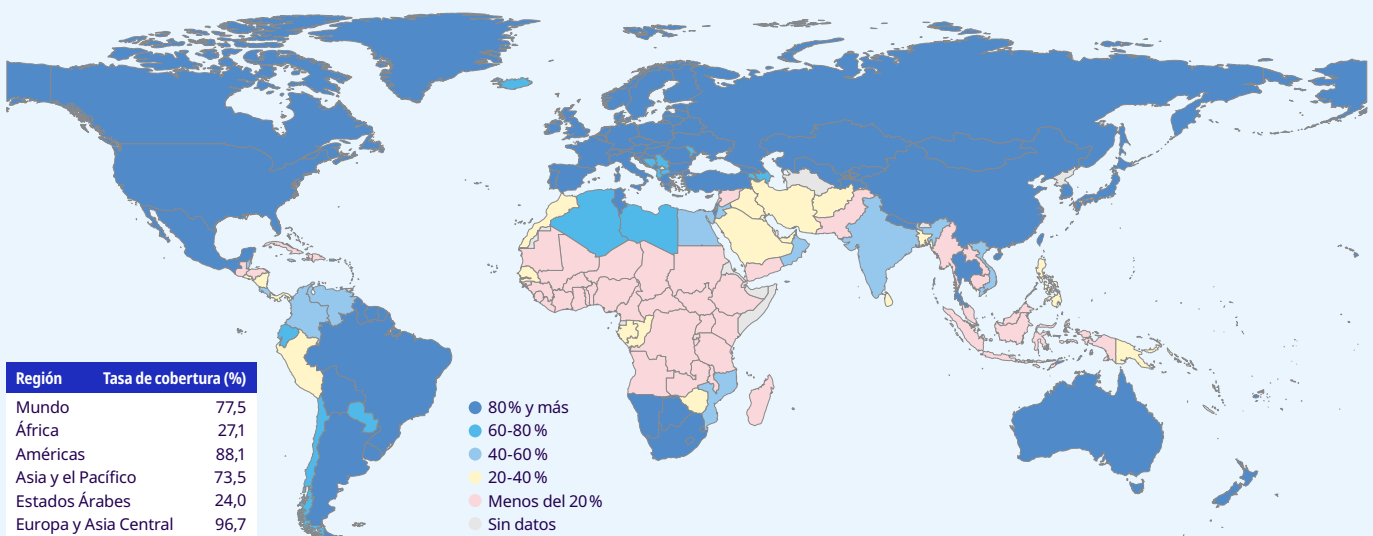 Región Tasa de cobertura (%)
Mundo 77,5
África 27,1
Américas 88,1
Asia y el Pacífico 73,5
Estados Árabes 24,0
Europa y Asia Central 96,7
80 % y más
60-80 %
40-60 %
20-40 %
Menos del 20 %
Sin datos